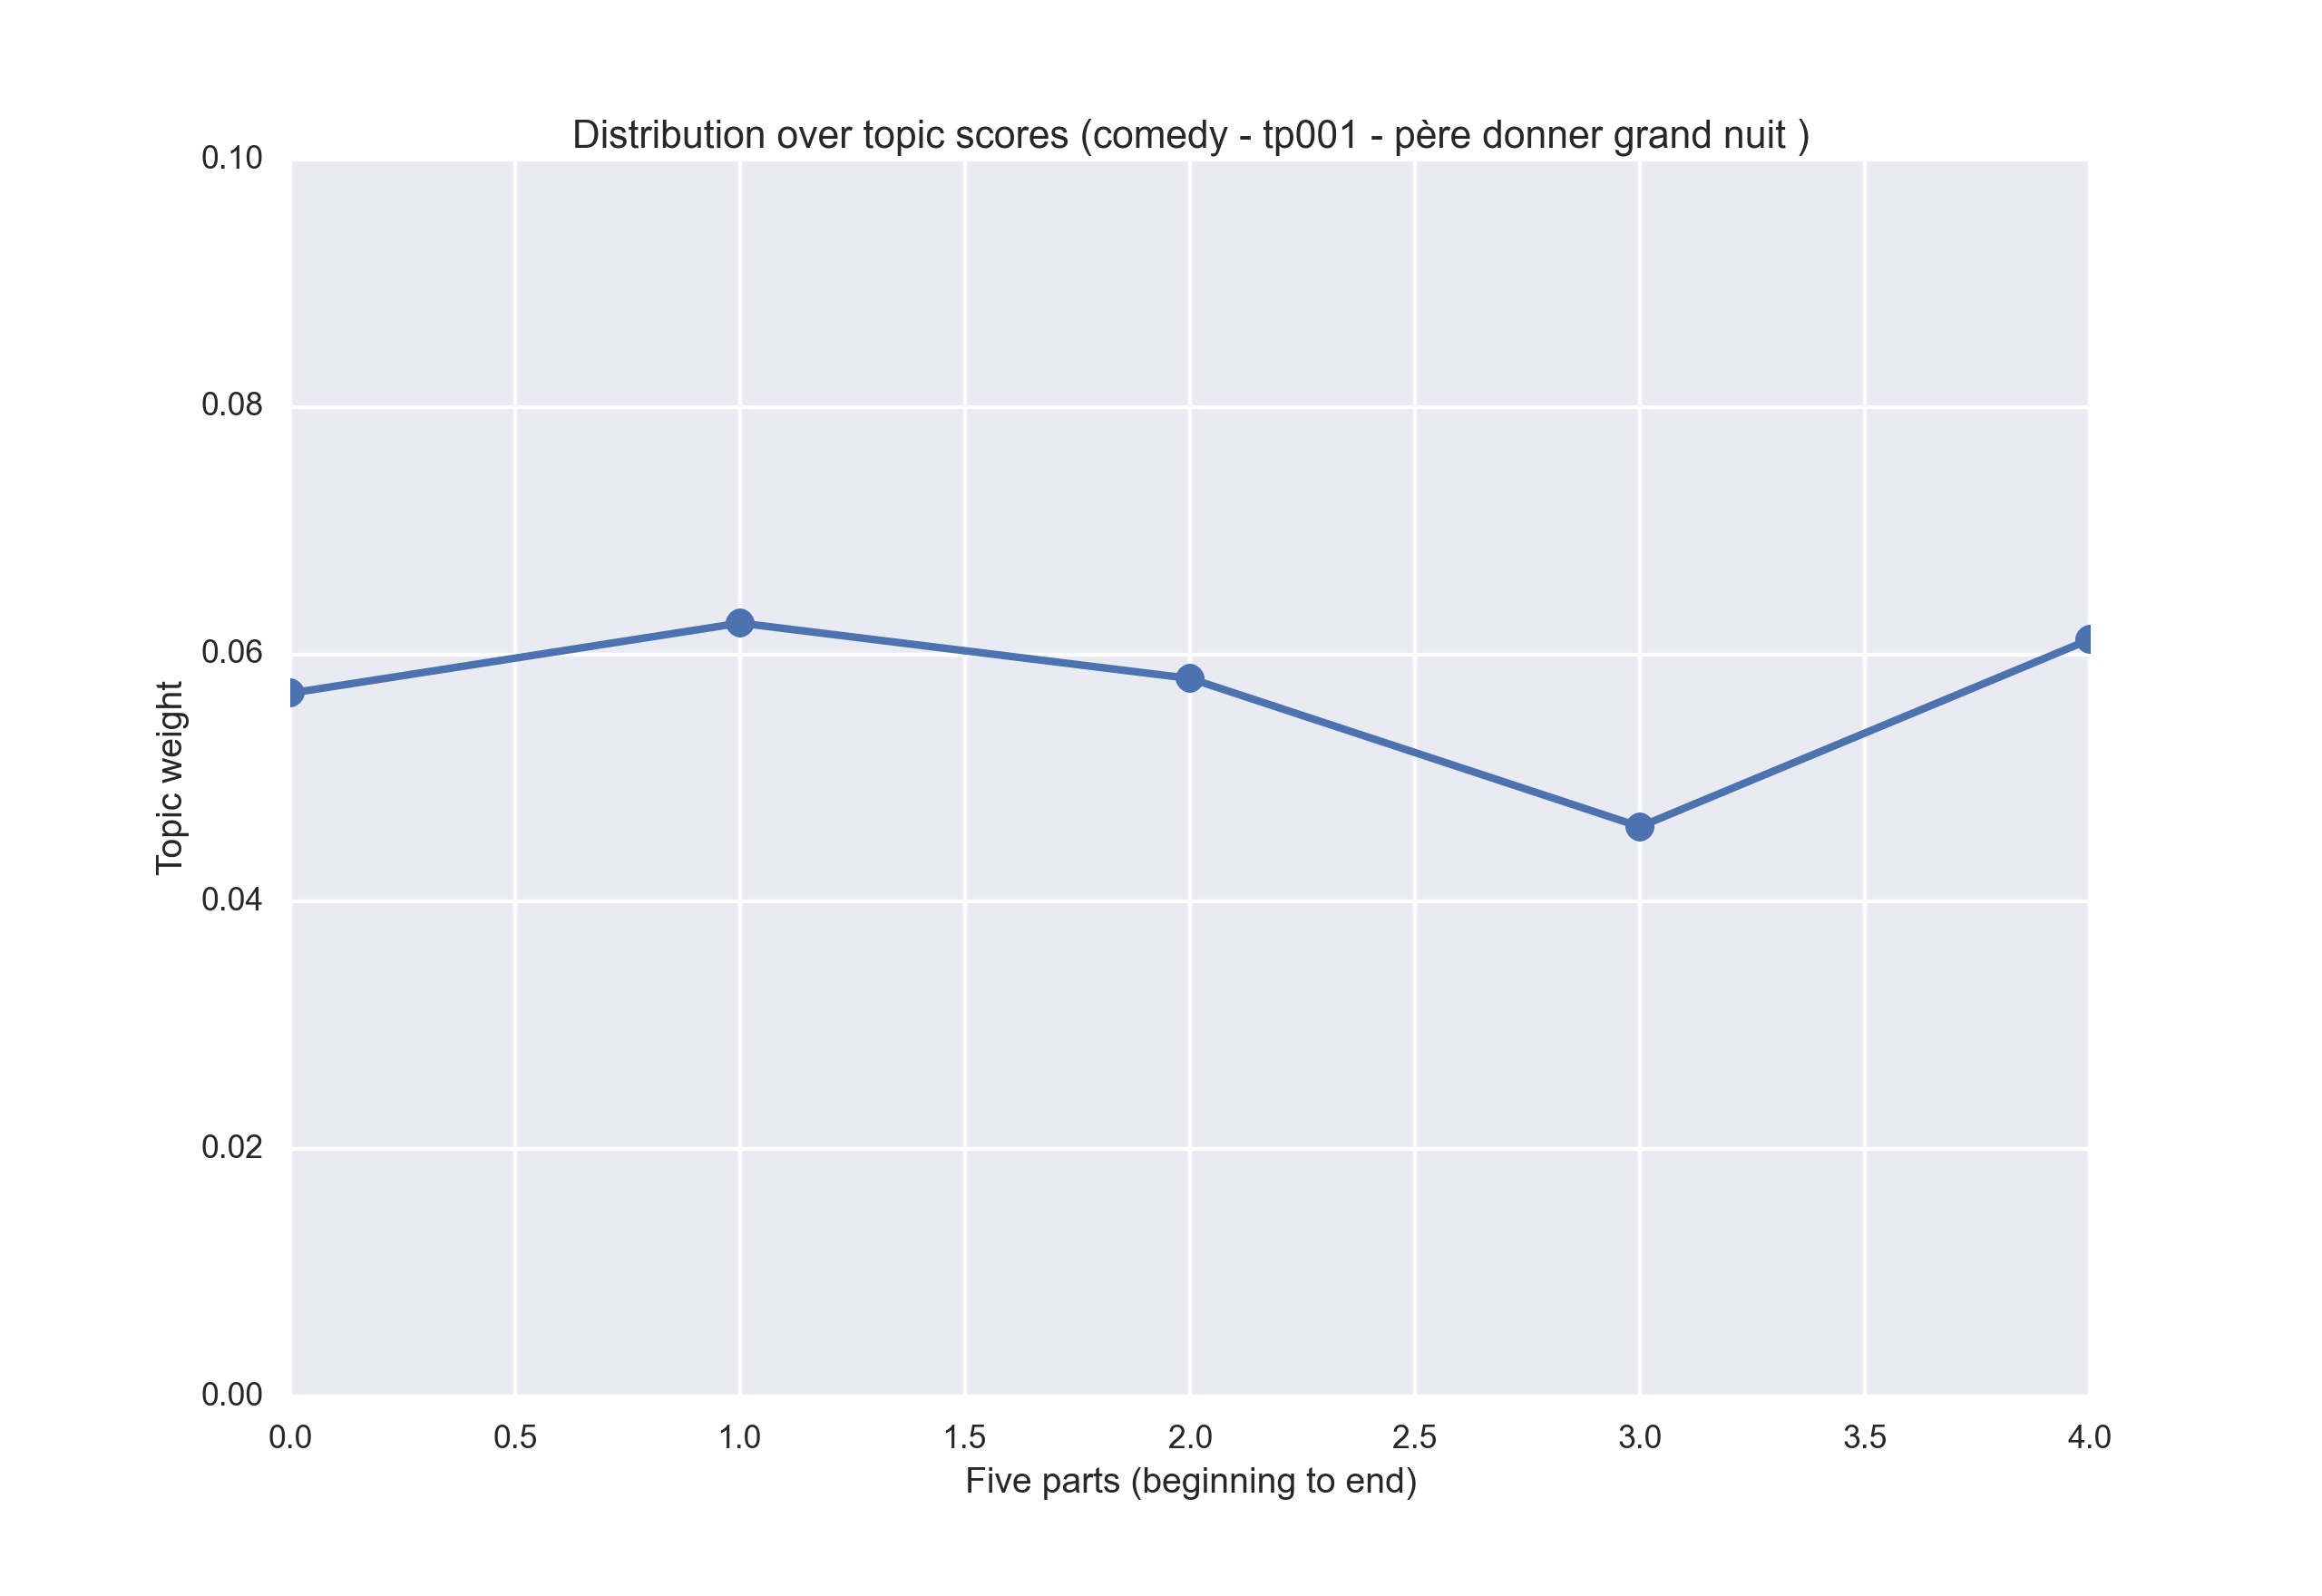 Distribution over topic scores (comedy - tp001 - père donner grand nuit )
0.10
0.08
0.06
0.04
0.02
0.00
Topic weight
0.0 0.5 1.0 1.5 2.0 2.5 3.0 3.5 4.0
Five parts (beginning to end)